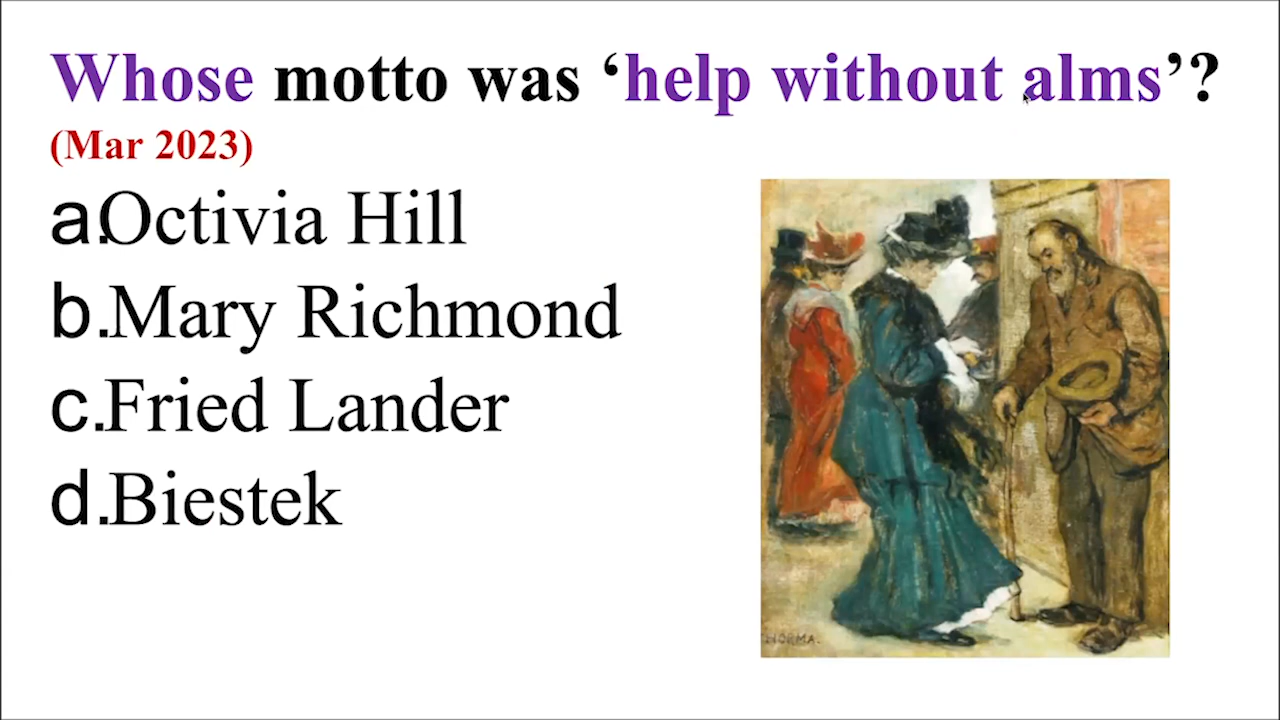 Whose motto was ‘help without alms’?
(Mar 2023)
a.Octivia Hill
b.Mary Richmond
c.Fried Lander
d.Biestek
NORMA.